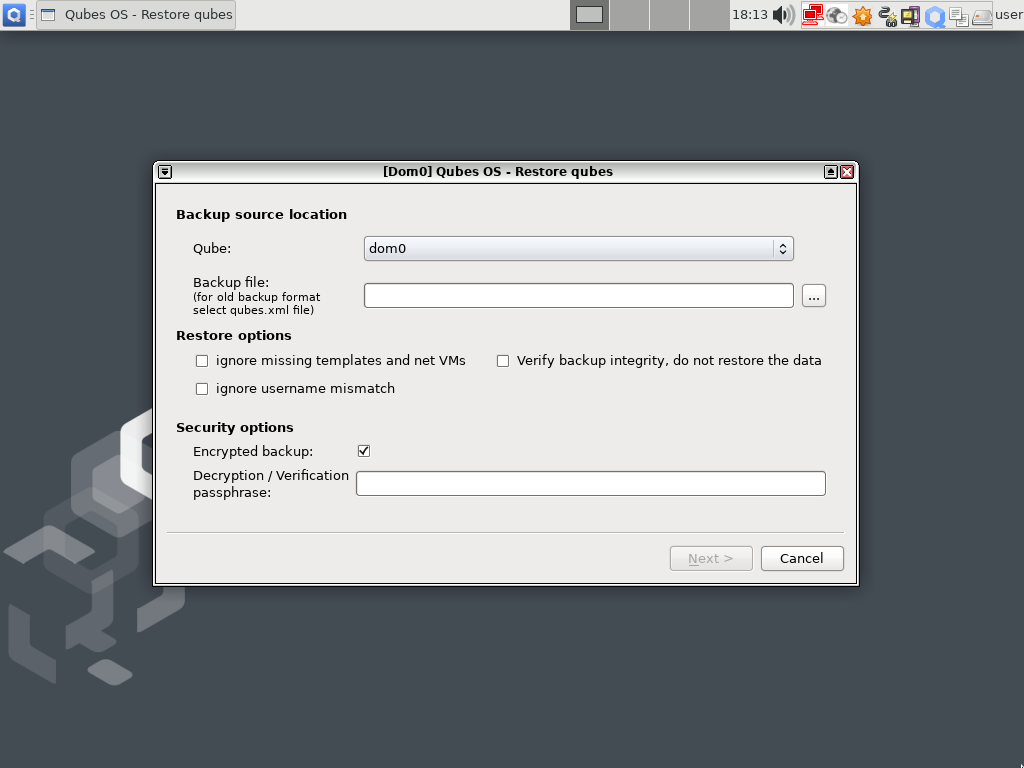 Qubes OS - Restore qubes
18:13
user
[Dom0] Qubes OS - Restore qubes
Backup source location
Qube:
dom0
Backup file:
(for old backup format
select qubes.xml file)
...
Restore options
ignore missing templates and net VMs
Verify backup integrity, do not restore the data
ignore username mismatch
Security options
Encrypted backup:
Decryption / Verification
passphrase:
Next >
Cancel